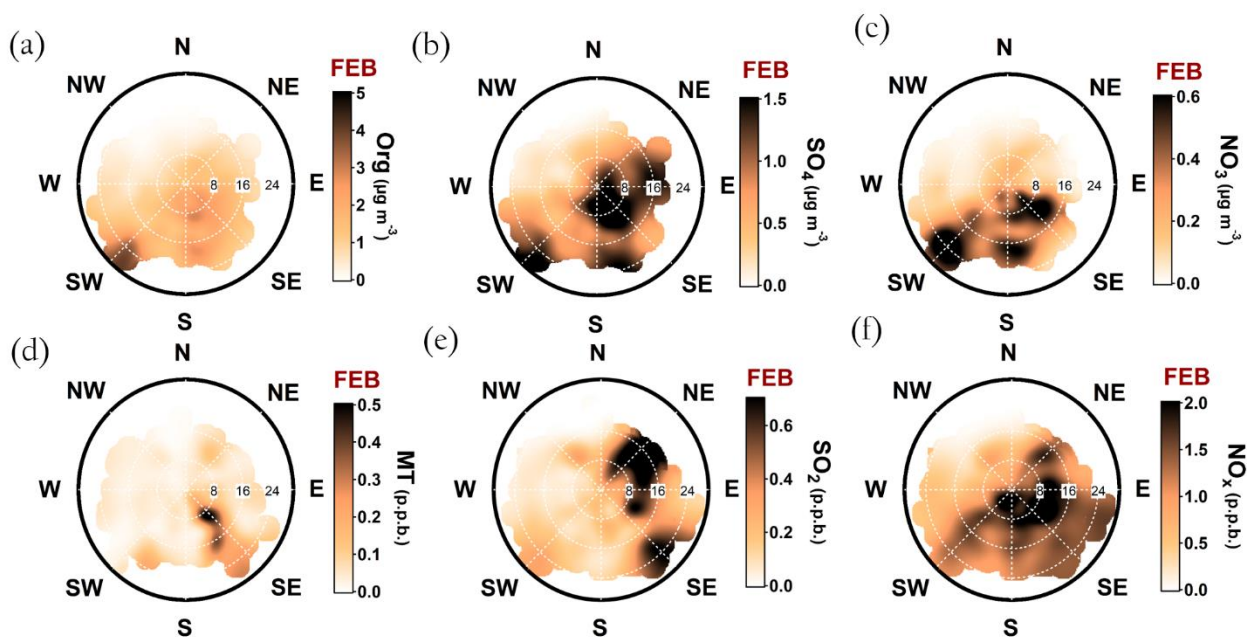 (a)
N
NW
NE
W
E
SW
SE
S
8
16
24
FEB
5
4
3
2
1
0
Org (µg m⁻³)
(b)
N
NW
NE
W
E
SW
SE
S
8
16
24
FEB
1.5
1.0
0.5
0.0
SO₄ (µg m⁻³)
(c)
N
NW
NE
W
E
SW
SE
S
8
16
24
FEB
0.6
0.4
0.2
0.0
NO₃ (µg m⁻³)
(d)
N
NW
NE
W
E
SW
SE
S
8
16
24
FEB
0.5
0.4
0.3
0.2
0.1
0.0
MT (p.p.b.)
(e)
N
NW
NE
W
E
SW
SE
S
8
16
24
FEB
0.6
0.4
0.2
0.0
SO₂ (p.p.b.)
(f)
N
NW
NE
W
E
SW
SE
S
8
16
24
FEB
2.0
1.5
1.0
0.5
0.0
NOₓ (p.p.b.)